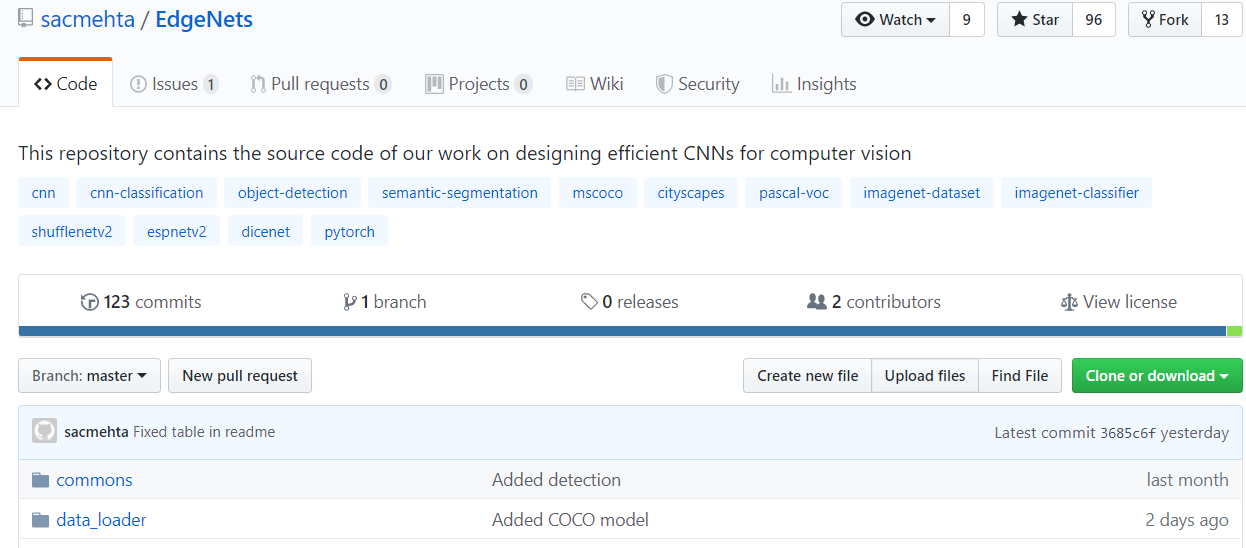 sacmehta / EdgeNets Watch 9 Star 96 Fork 13
Code Issues 1 Pull requests 0 Projects 0 Wiki Security Insights
This repository contains the source code of our work on designing efficient CNNs for computer vision
cnn cnn-classification object-detection semantic-segmentation mscoco cityscapes pascal-voc imagenet-dataset imagenet-classifier
shufflenetv2 espnetv2 dicenet pytorch
123 commits 1 branch 0 releases 2 contributors View license
Branch: master New pull request Create new file Upload files Find File Clone or download
sacmehta Fixed table in readme Latest commit 3685c6f yesterday
commons Added detection last month
data_loader Added COCO model 2 days ago